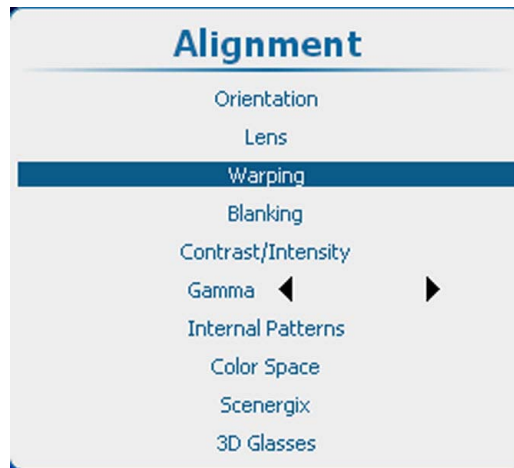 Alignment
Orientation
Lens
Warping
Blanking
Contrast/Intensity
Gamma
Internal Patterns
Color Space
Scenergix
3D Glasses